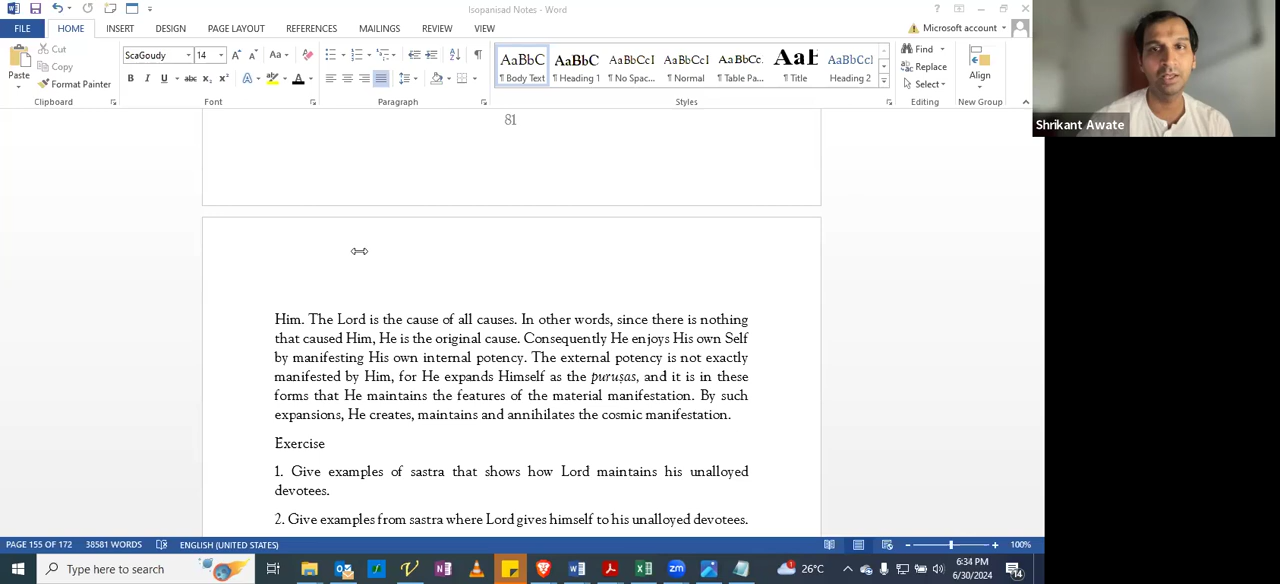 Isopanisad Notes - Word
FILE HOME INSERT DESIGN PAGE LAYOUT REFERENCES MAILINGS REVIEW VIEW Microsoft account
Paste
Cut
Copy
Format Painter
ScaGoudy 14
AaBbC AaBbC AaBbCcI AaBbCcI AaBbCc. AaB AaBbCcl
¶ Body Text ¶ Heading 1 ¶ No Spac... ¶ Normal ¶ Table Pa... ¶ Title Heading 2
Find
Replace
Select
Align
Clipboard Font Paragraph Styles Editing New Group
Shrikant Awate
81
Him. The Lord is the cause of all causes. In other words, since there is nothing
that caused Him, He is the original cause. Consequently He enjoys His own Self
by manifesting His own internal potency. The external potency is not exactly
manifested by Him, for He expands Himself as the puruṣas, and it is in these
forms that He maintains the features of the material manifestation. By such
expansions, He creates, maintains and annihilates the cosmic manifestation.
Exercise
1. Give examples of sastra that shows how Lord maintains his unalloyed
devotees.
2. Give examples from sastra where Lord gives himself to his unalloyed devotees.
PAGE 155 OF 172 38581 WORDS ENGLISH (UNITED STATES) 100%
Type here to search
26°C
6:34 PM
6/30/2024
14